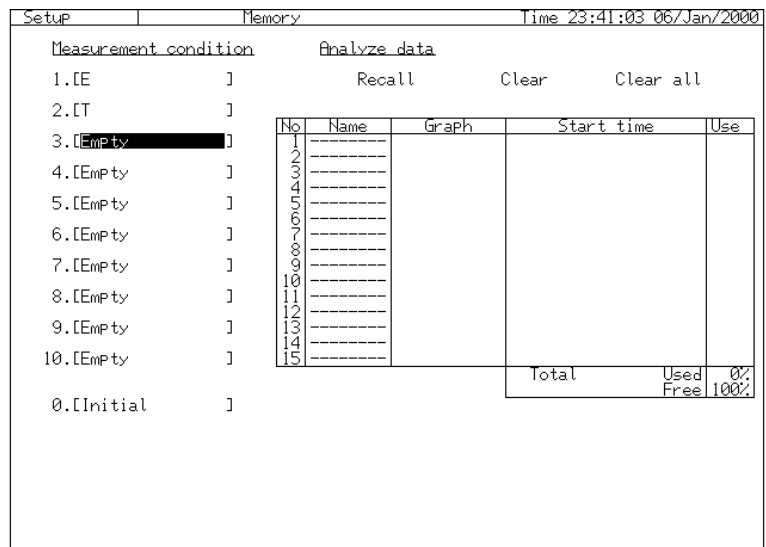 Setup Memory Time 23:41:03 06/Jan/2000
Measurement condition Analyze data
1.[E ] Recall Clear Clear all
2.[T ]
No Name Graph Start time Use
3.[Empty ]
1 --------
2 --------
3 --------
4.[Empty ]
4 --------
5 --------
5.[Empty ]
6 --------
6.[Empty ]
7 --------
8 --------
7.[Empty ]
9 --------
10 --------
8.[Empty ]
11 --------
12 --------
9.[Empty ]
13 --------
14 --------
10.[Empty ]
15 --------
Total Used 0%
Free 100%
0.[Initial ]